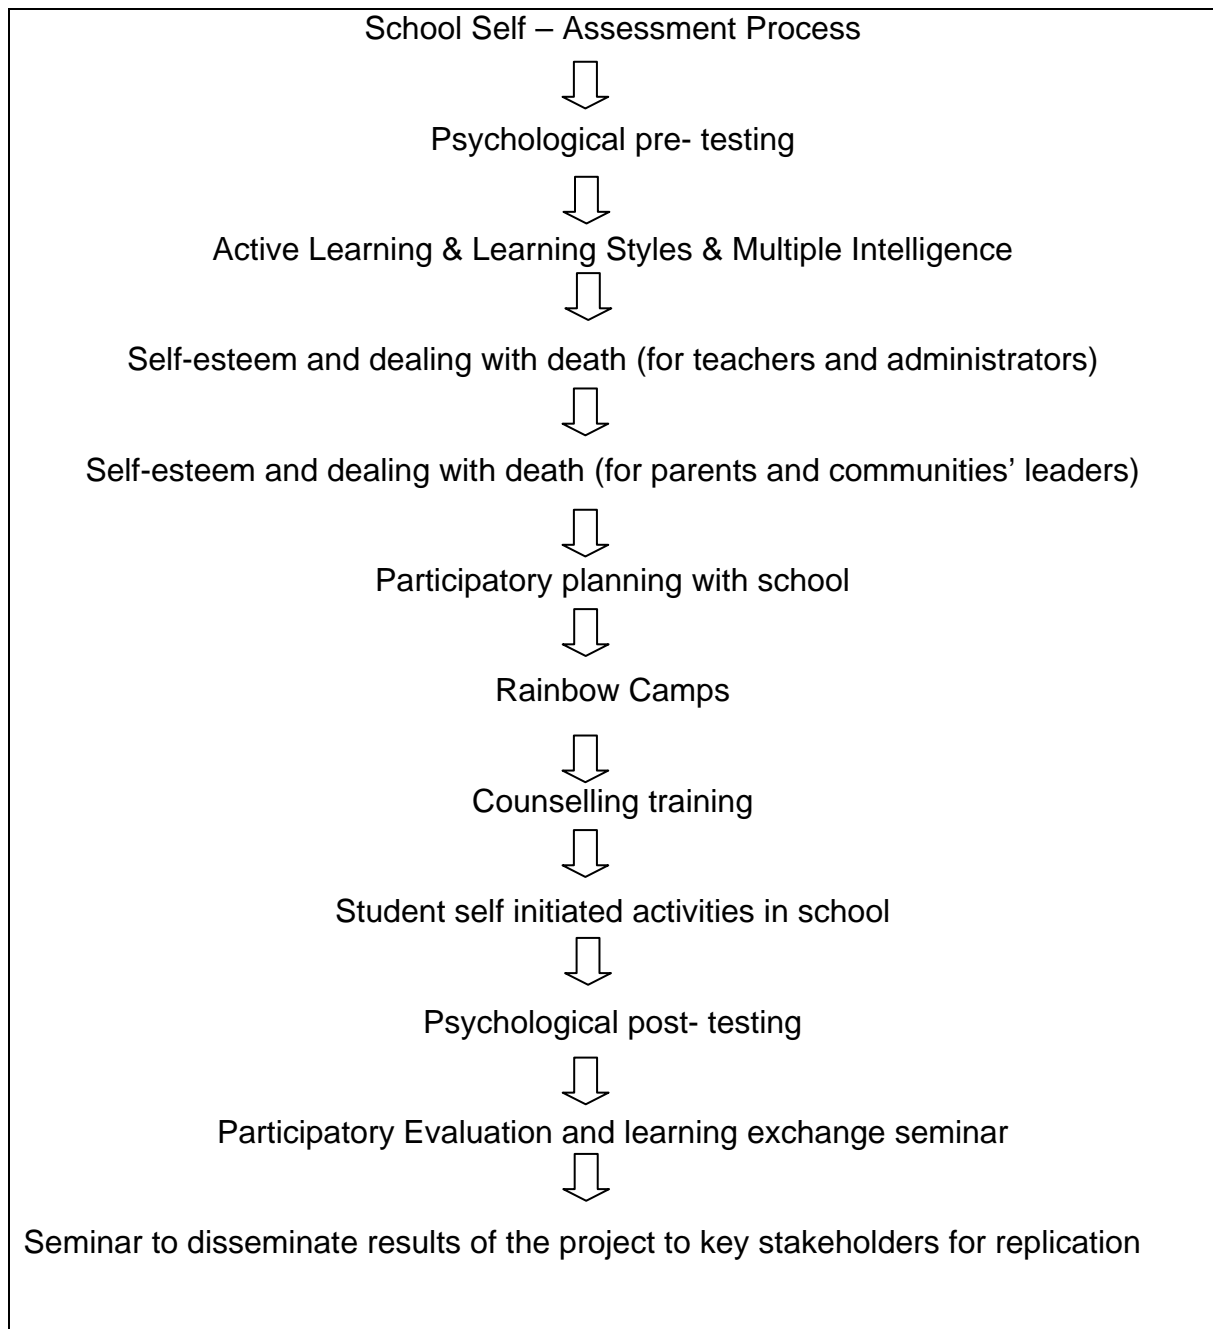 School Self – Assessment Process
Psychological pre- testing
Active Learning & Learning Styles & Multiple Intelligence
Self-esteem and dealing with death (for teachers and administrators)
Self-esteem and dealing with death (for parents and communities’ leaders)
Participatory planning with school
Rainbow Camps
Counselling training
Student self initiated activities in school
Psychological post- testing
Participatory Evaluation and learning exchange seminar
Seminar to disseminate results of the project to key stakeholders for replication